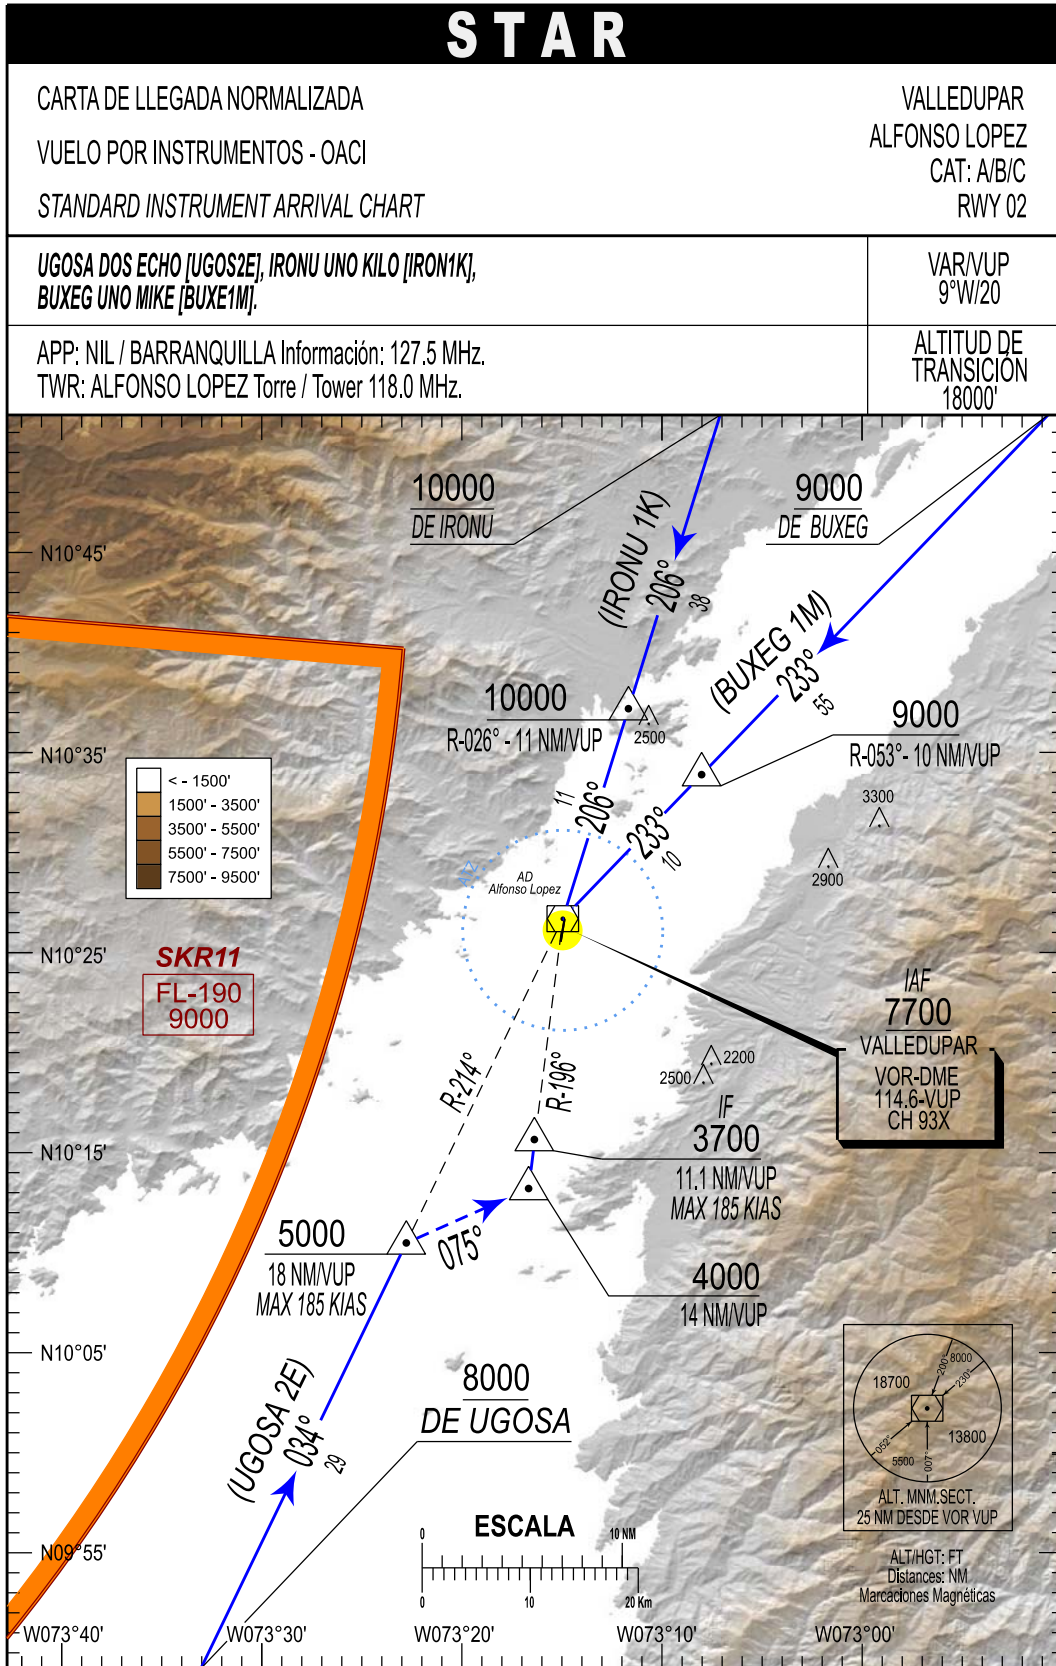 STAR
CARTA DE LLEGADA NORMALIZADA
VUELO POR INSTRUMENTOS - OACI
STANDARD INSTRUMENT ARRIVAL CHART
VALLEDUPAR
ALFONSO LOPEZ
CAT: A/B/C
RWY 02
UGOSA DOS ECHO [UGOS2E], IRONU UNO KILO [IRON1K],
BUXEG UNO MIKE [BUXE1M].
VAR/VUP
9°W/20
APP: NIL / BARRANQUILLA Información: 127.5 MHz.
TWR: ALFONSO LOPEZ Torre / Tower 118.0 MHz.
ALTITUD DE
TRANSICIÓN
18000'
10000
DE IRONU
9000
DE BUXEG
N10°45'
(IRONU 1K)
206°
38
(BUXEG 1M)
233°
55
10000
R-026° - 11 NM/VUP
2500
9000
R-053° - 10 NM/VUP
N10°35'
< - 1500'
1500' - 3500'
3500' - 5500'
5500' - 7500'
7500' - 9500'
11
206°
233°
10
3300
2900
AD
Alfonso Lopez
N10°25'
SKR11
FL-190
9000
IAF
7700
VALLEDUPAR
VOR-DME
114.6-VUP
CH 93X
R-214°
R-196°
2200
2500
IF
3700
11.1 NM/VUP
MAX 185 KIAS
N10°15'
5000
18 NM/VUP
MAX 185 KIAS
075°
4000
14 NM/VUP
N10°05'
8000
DE UGOSA
(UGOSA 2E)
034°
29
18700
200°
8000
230°
13800
052°
5500
007°
ALT. MNM.SECT.
25 NM DESDE VOR VUP
ESCALA
0
10 NM
0
10
20 Km
N09°55'
ALT/HGT: FT
Distances: NM
Marcaciones Magnéticas
W073°40'
W073°30'
W073°20'
W073°10'
W073°00'